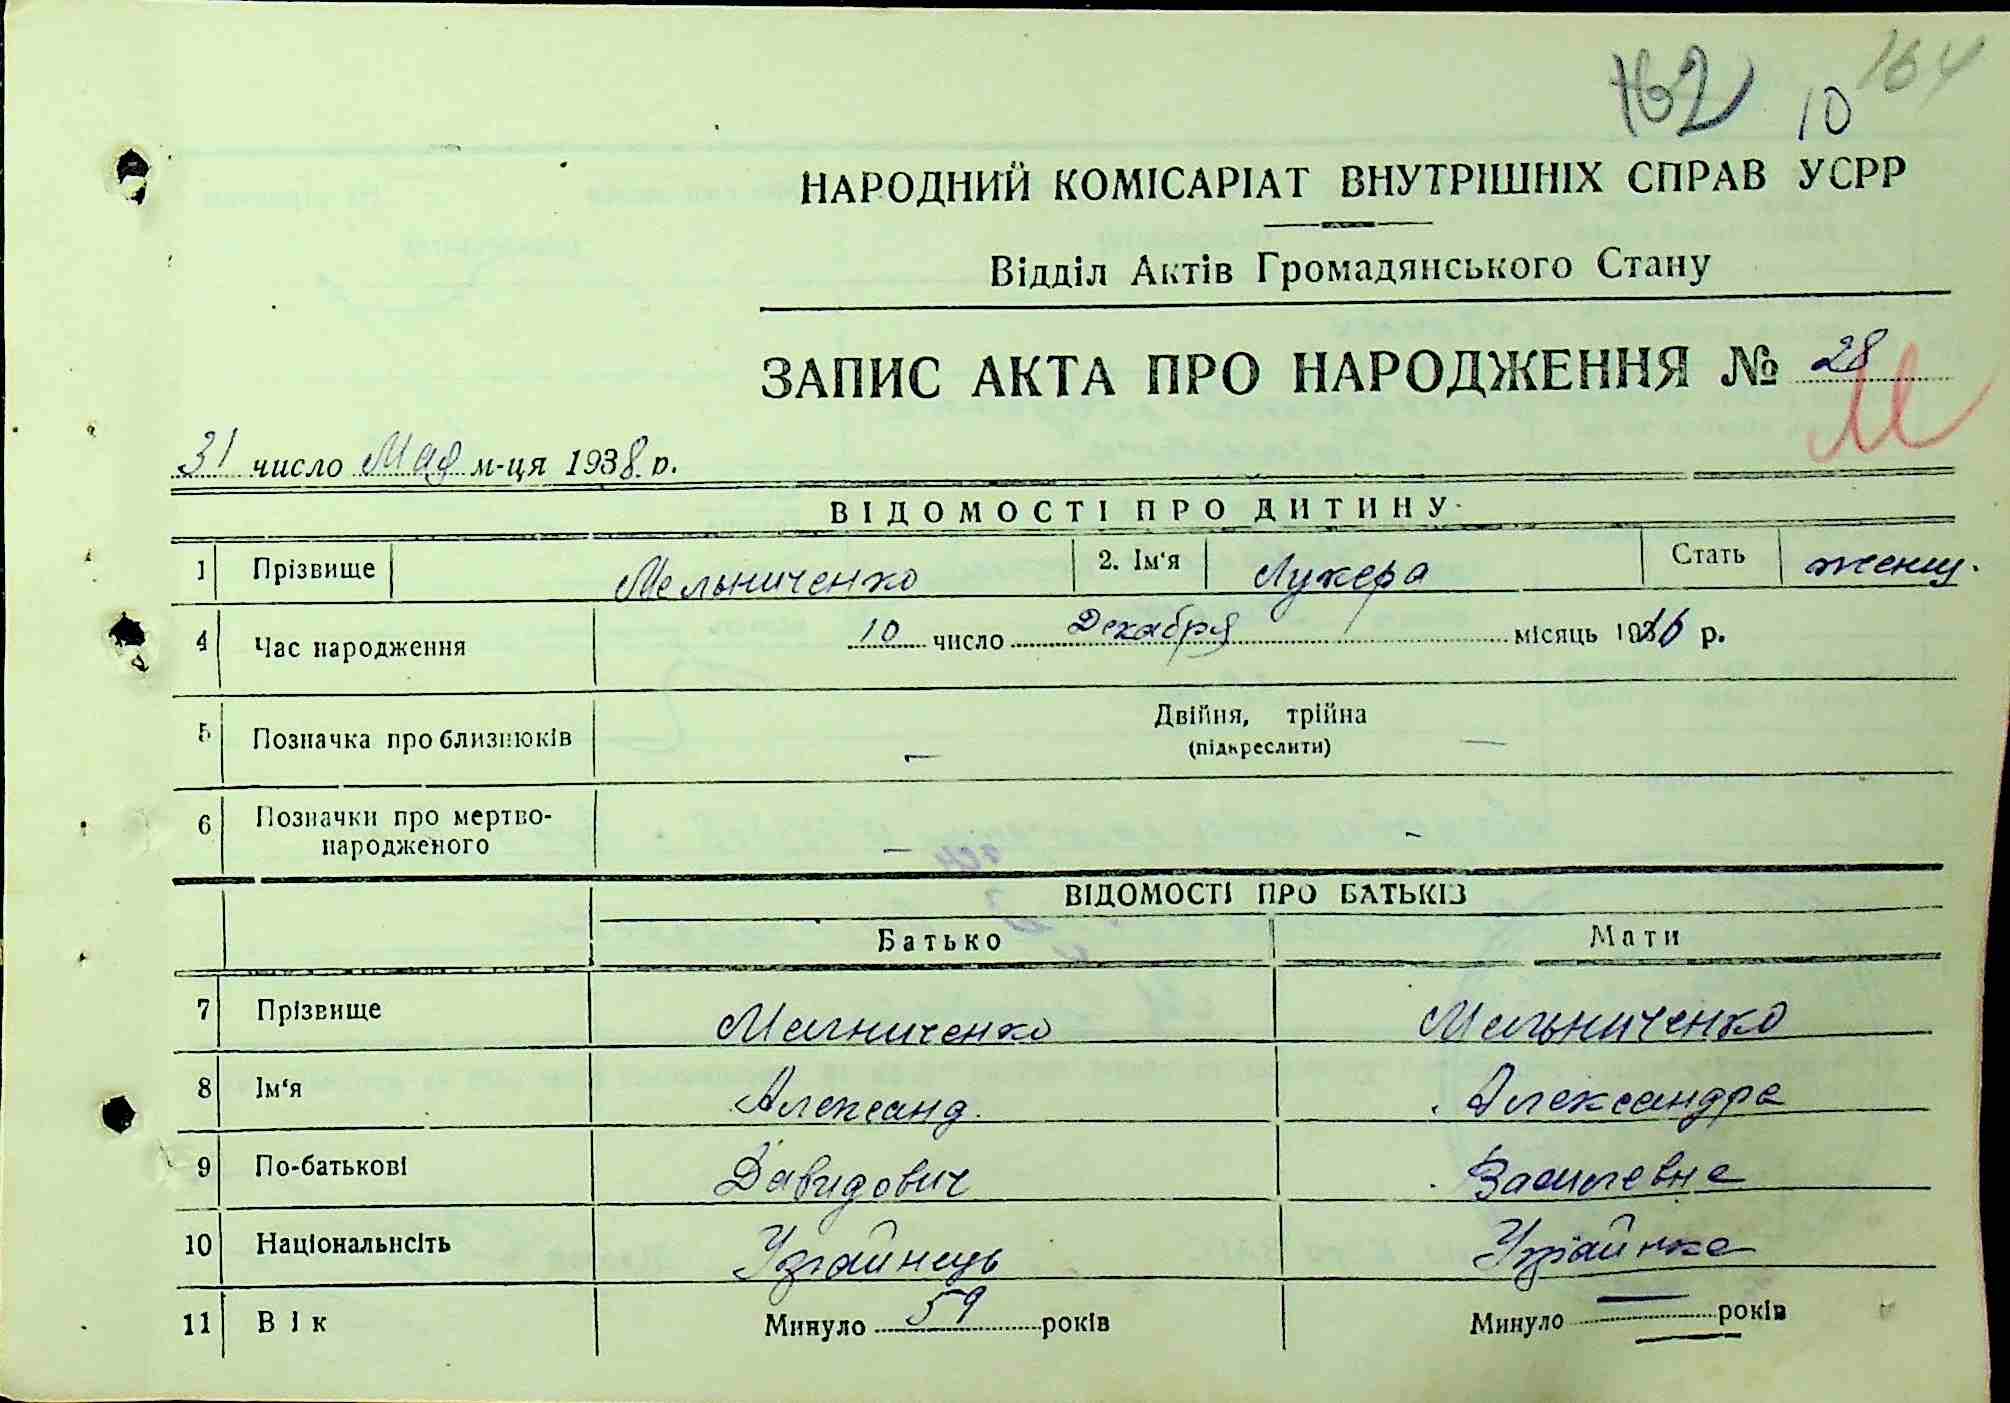 162 10 164
НАРОДНИЙ КОМІСАРІАТ ВНУТРІШНІХ СПРАВ УСРР
Відділ Актів Громадянського Стану
ЗАПИС АКТА ПРО НАРОДЖЕННЯ № 28
М
31 число Мая м-ця 1938 р.
ВІДОМОСТІ ПРО ДИТИНУ
1 Прізвище Мельниченко 2. Ім'я Лукера Стать женщ.
4 Час народження 10 число Декабря місяць 1916 р.
5 Позначка про близнюків — Двійня, трійна —
(підкреслити)
6 Позначки про мертво-
народженого — -
ВІДОМОСТІ ПРО БАТЬКІВ
Батько Мати
7 Прізвище Мельниченко Мельниченко
8 Ім'я Александ. Александра
9 По-батькові Давидович Василевна
10 Національнсіть Украйнець Украйнка
11 Вік Минуло 59 років Минуло — років